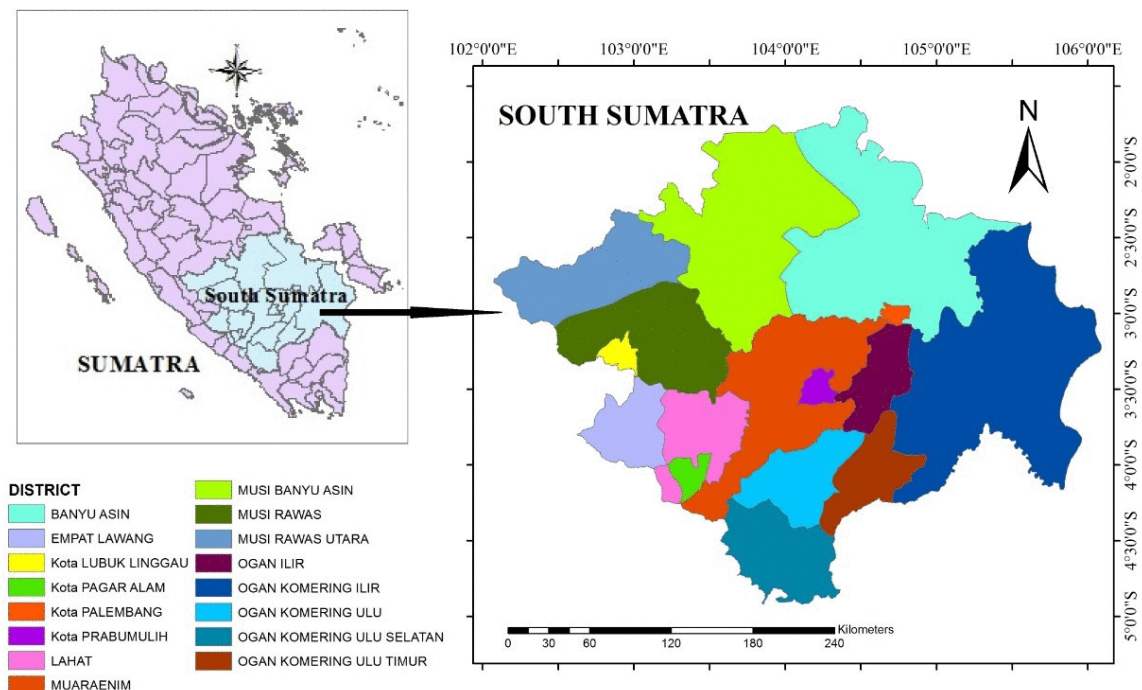 South Sumatra
SUMATRA
102°0'0"E 103°0'0"E 104°0'0"E 105°0'0"E 106°0'0"E
SOUTH SUMATRA
N
2°0'0"S
2°30'0"S
3°0'0"S
3°30'0"S
4°0'0"S
4°30'0"S
5°0'0"S
0 30 60 120 180 240 Kilometers
DISTRICT
BANYU ASIN
EMPAT LAWANG
Kota LUBUK LINGGAU
Kota PAGAR ALAM
Kota PALEMBANG
Kota PRABUMULIH
LAHAT
MUARAENIM
MUSI BANYU ASIN
MUSI RAWAS
MUSI RAWAS UTARA
OGAN ILIR
OGAN KOMERING ILIR
OGAN KOMERING ULU
OGAN KOMERING ULU SELATAN
OGAN KOMERING ULU TIMUR